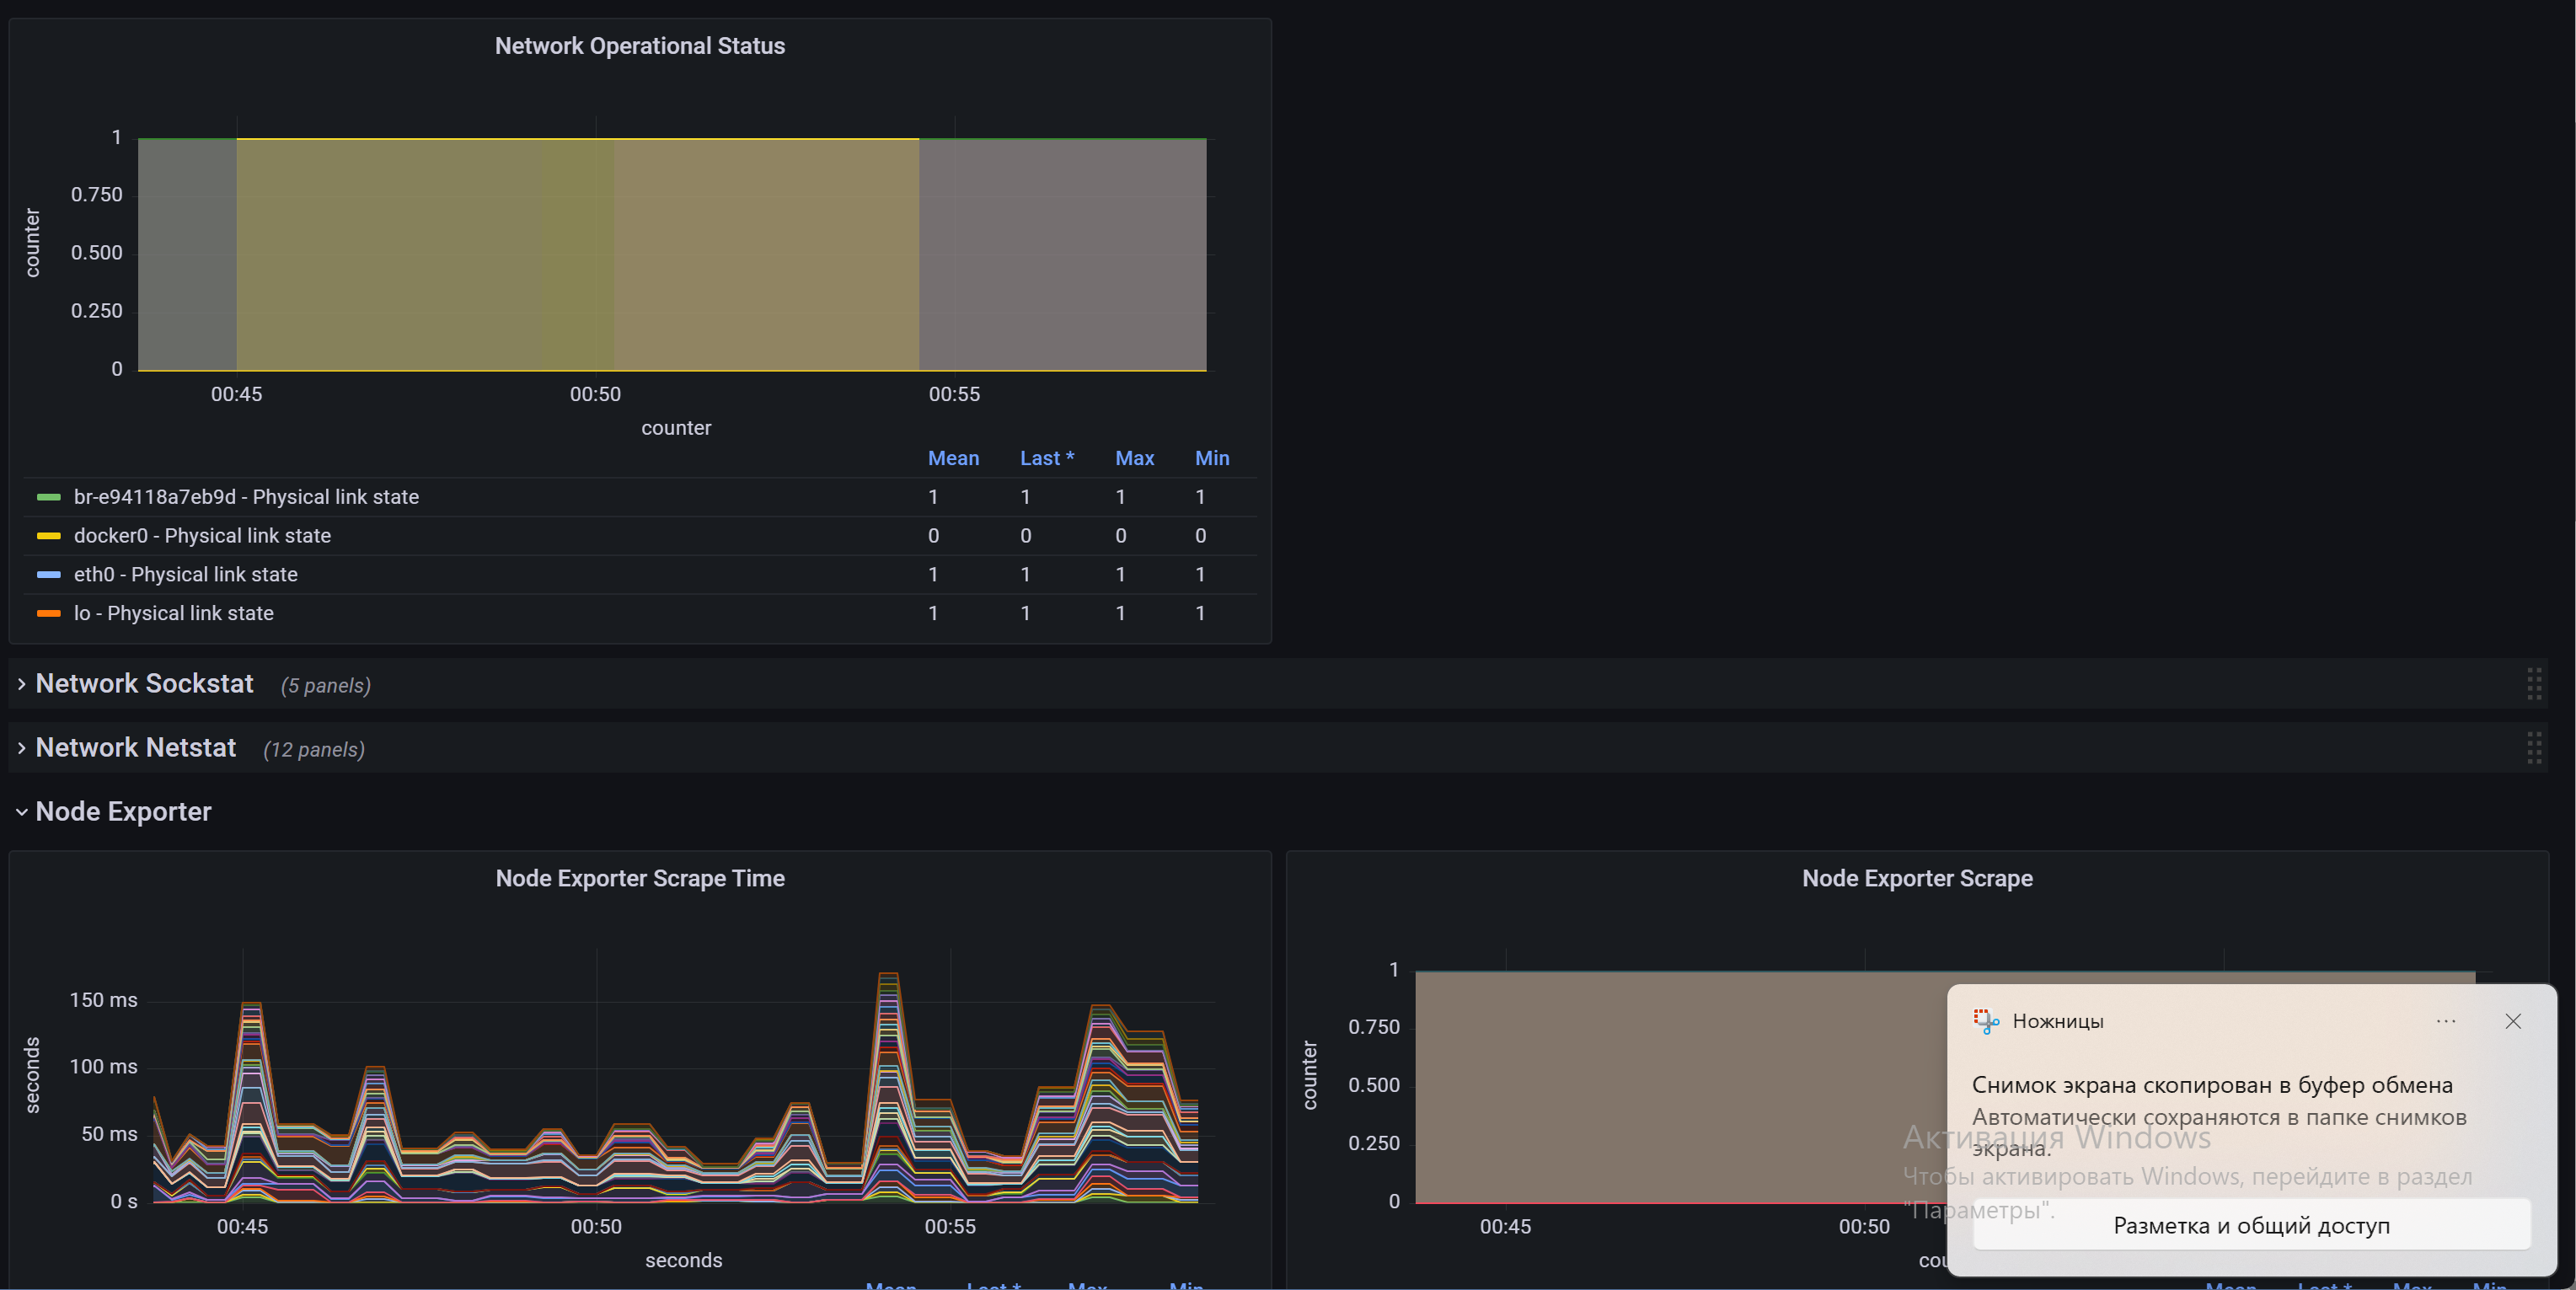 Network Operational Status
1
0.750
0.500
0.250
0
counter
00:45 00:50 00:55
counter
Mean Last * Max Min
br-e94118a7eb9d - Physical link state 1 1 1 1
docker0 - Physical link state 0 0 0 0
eth0 - Physical link state 1 1 1 1
lo - Physical link state 1 1 1 1
Network Sockstat (5 panels)
Network Netstat (12 panels)
Node Exporter
Node Exporter Scrape Time
150 ms
100 ms
50 ms
0 s
seconds
00:45 00:50 00:55
seconds
Mean Last * Max Min
Node Exporter Scrape
1
0.750
0.500
0.250
0
counter
00:45 00:50
cou
Mean Last * Max Min
Ножницы
Снимок экрана скопирован в буфер обмена
Автоматически сохраняются в папке снимков
экрана.
Разметка и общий доступ
Активация Windows
Чтобы активировать Windows, перейдите в раздел
"Параметры".